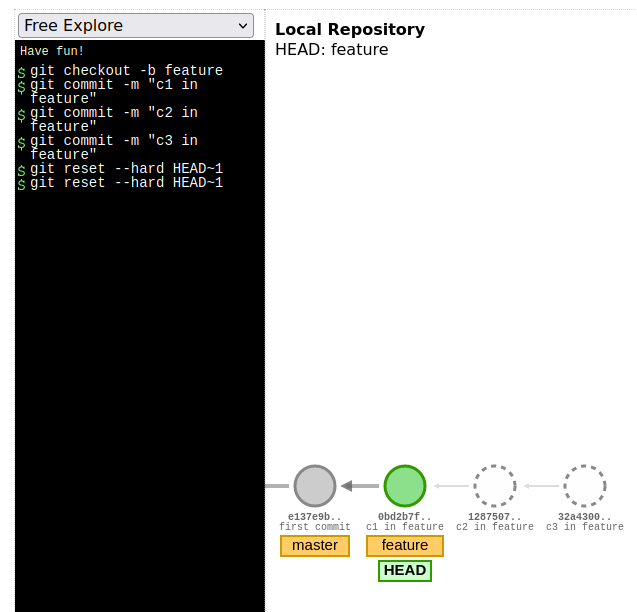 Free Explore
Have fun!
$ git checkout -b feature
$ git commit -m "c1 in
feature"
$ git commit -m "c2 in
feature"
$ git commit -m "c3 in
feature"
$ git reset --hard HEAD~1
$ git reset --hard HEAD~1
Local Repository
HEAD: feature
e137e9b..
first commit
master
0bd2b7f..
c1 in feature
feature
HEAD
1287507..
c2 in feature
32a4300..
c3 in feature